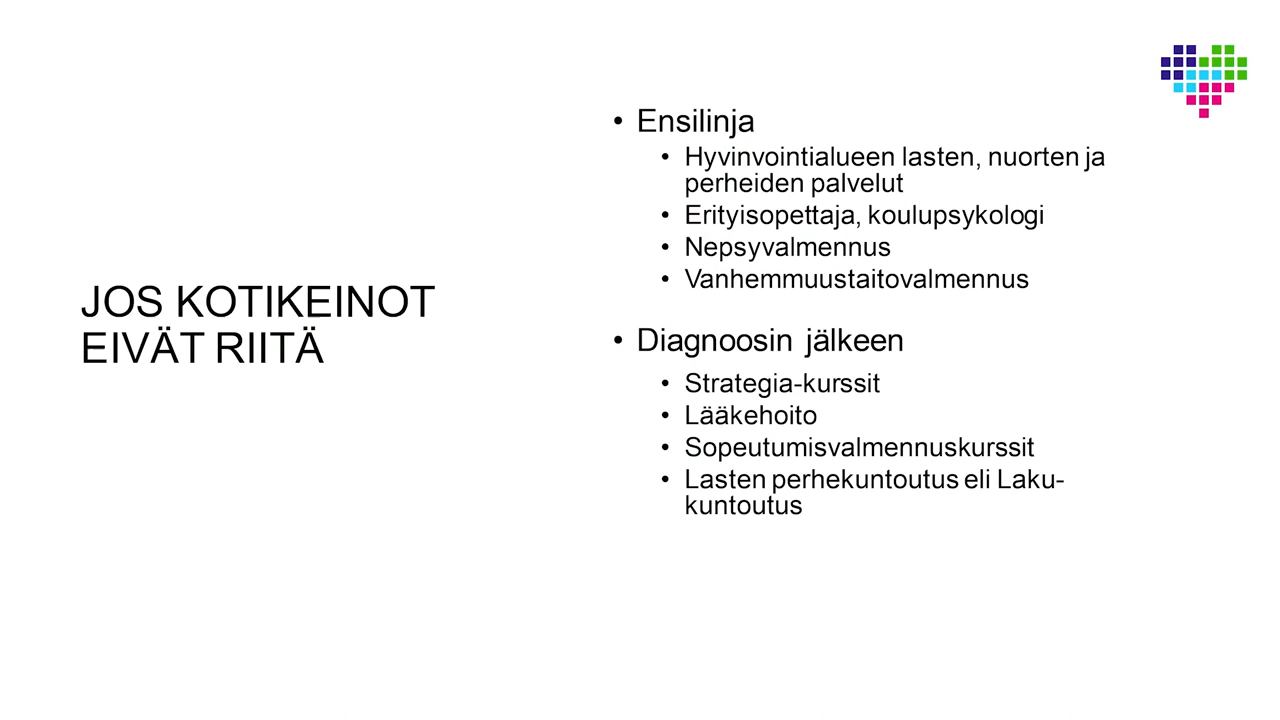 JOS KOTIKEINOT
EIVÄT RIITÄ
• Ensilinja
• Hyvinvointialueen lasten, nuorten ja
perheiden palvelut
• Erityisopettaja, koulupsykologi
• Nepsyvalmennus
• Vanhemmuustaitovalmennus
• Diagnoosin jälkeen
• Strategia-kurssit
• Lääkehoito
• Sopeutumisvalmennuskurssit
• Lasten perhekuntoutus eli Laku-
kuntoutus